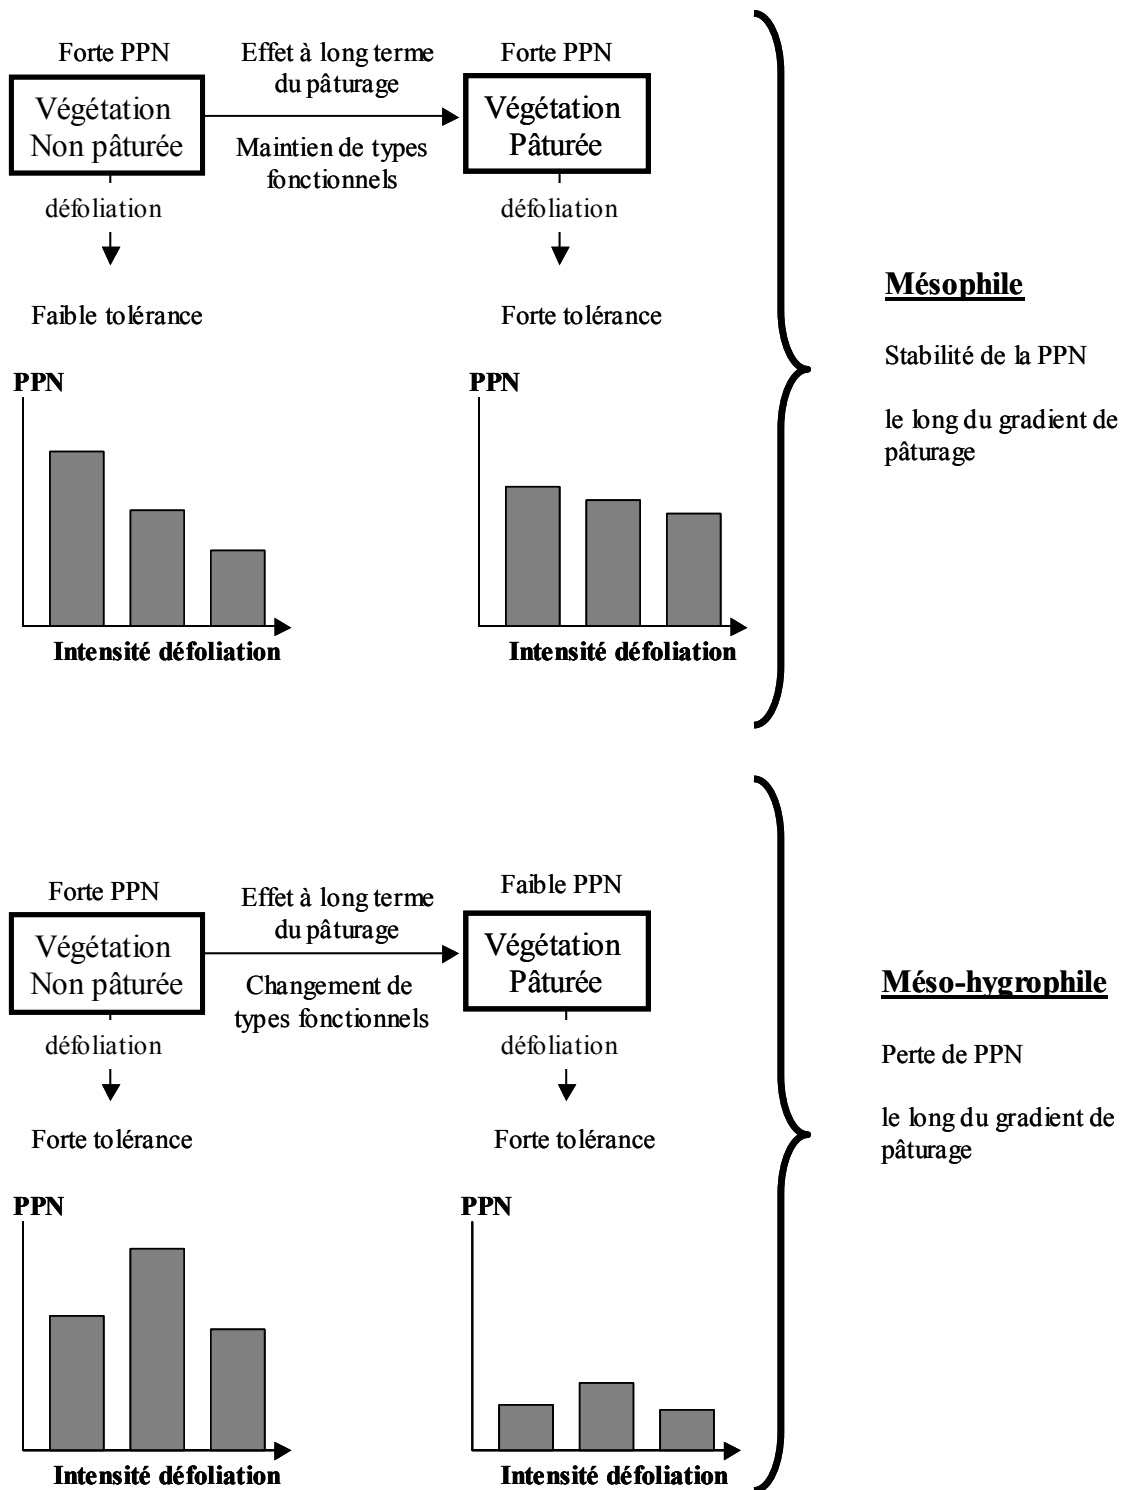 Forte PPN
Végétation
Non pâturée
Effet à long terme
du pâturage
Maintien de types
fonctionnels
Forte PPN
Végétation
Pâturée
défoliation
défoliation
Faible tolérance
Forte tolérance
PPN
Intensité défoliation
PPN
Intensité défoliation
Mésophile
Stabilité de la PPN
le long du gradient de
pâturage
Forte PPN
Végétation
Non pâturée
Effet à long terme
du pâturage
Changement de
types fonctionnels
Faible PPN
Végétation
Pâturée
défoliation
défoliation
Forte tolérance
Forte tolérance
PPN
Intensité défoliation
PPN
Intensité défoliation
Méso-hygrophile
Perte de PPN
le long du gradient de
pâturage